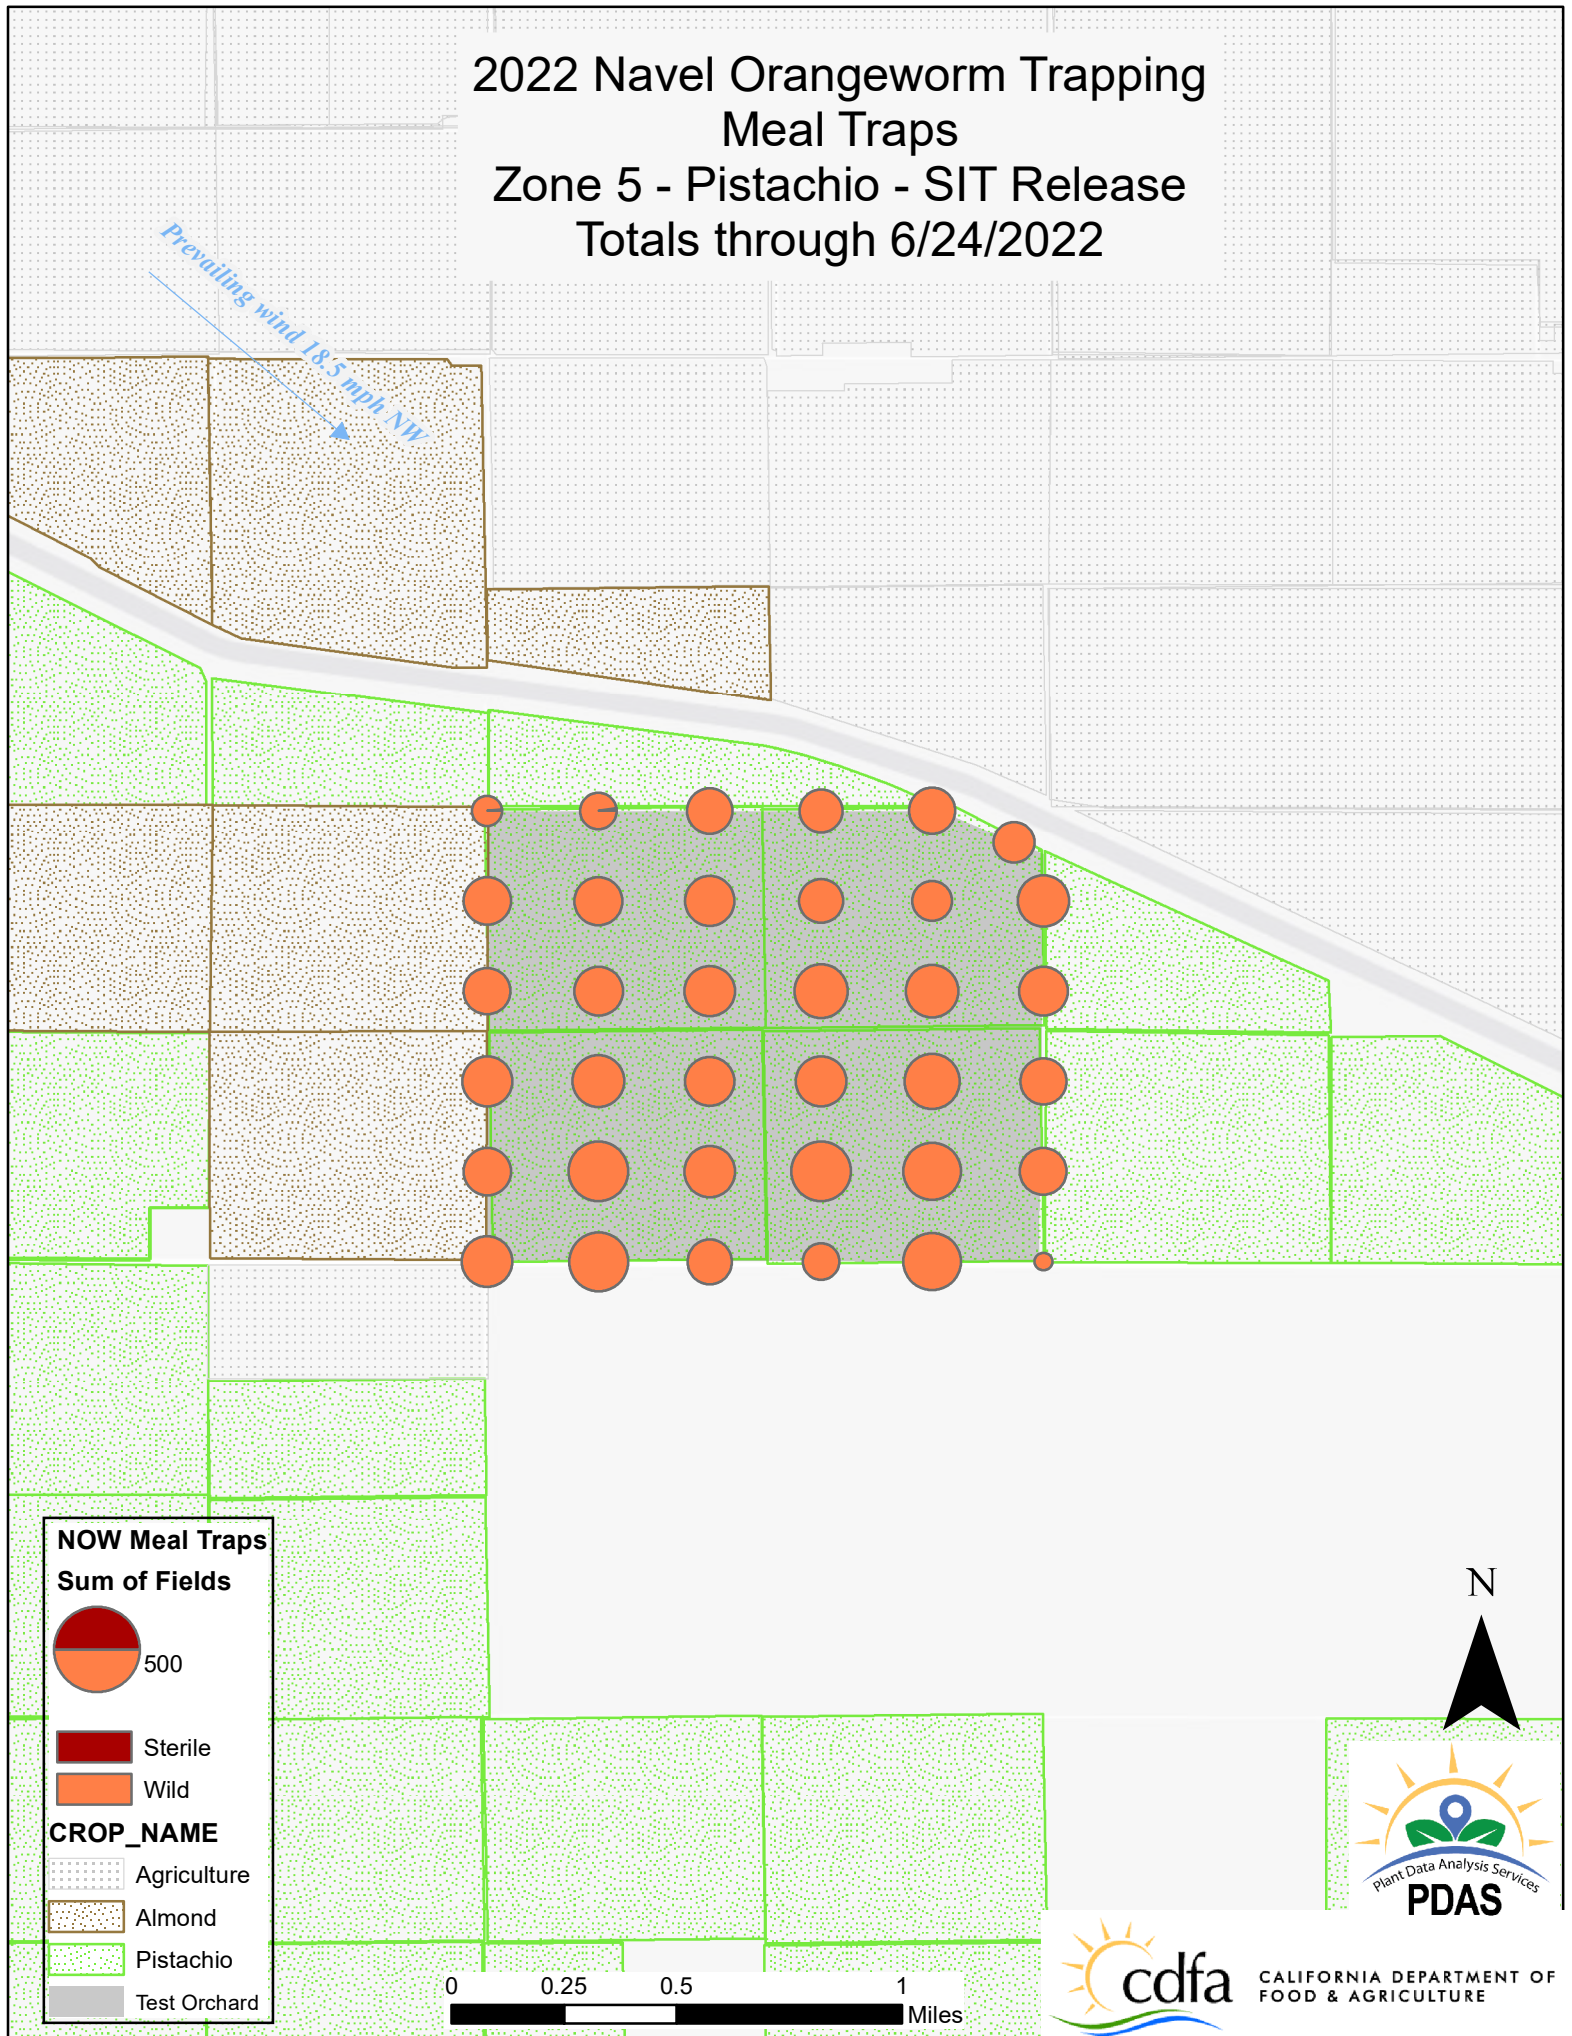 2022 Navel Orangeworm Trapping
Meal Traps
Zone 5 - Pistachio - SIT Release
Totals through 6/24/2022
Prevailing wind 18.5 mph NW
NOW Meal Traps
Sum of Fields
500
Sterile
Wild
CROP_NAME
Agriculture
Almond
Pistachio
Test Orchard
0 0.25 0.5 1
Miles
N
Plant Data Analysis Services
PDAS
cdfa
CALIFORNIA DEPARTMENT OF
FOOD & AGRICULTURE